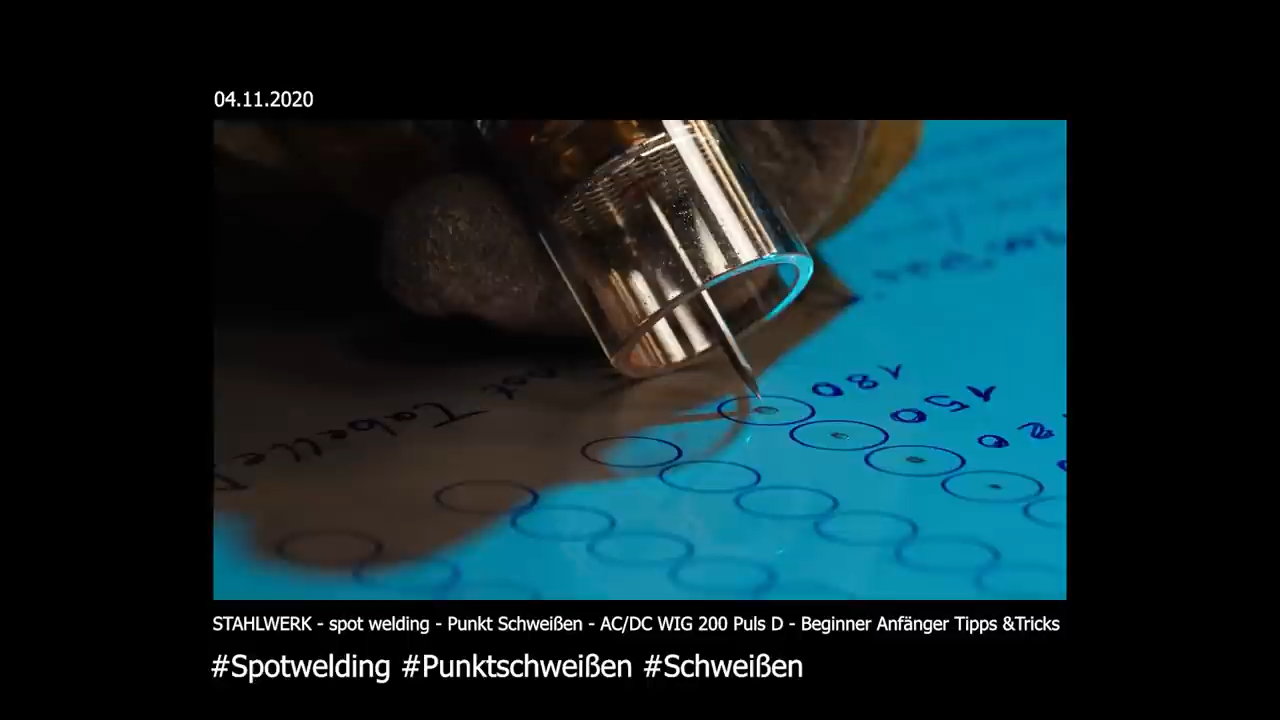 04.11.2020
180
150
Tabelle
STAHLWERK - spot welding - Punkt Schweißen - AC/DC WIG 200 Puls D - Beginner Anfänger Tipps &Tricks
#Spotwelding #Punktschweißen #Schweißen